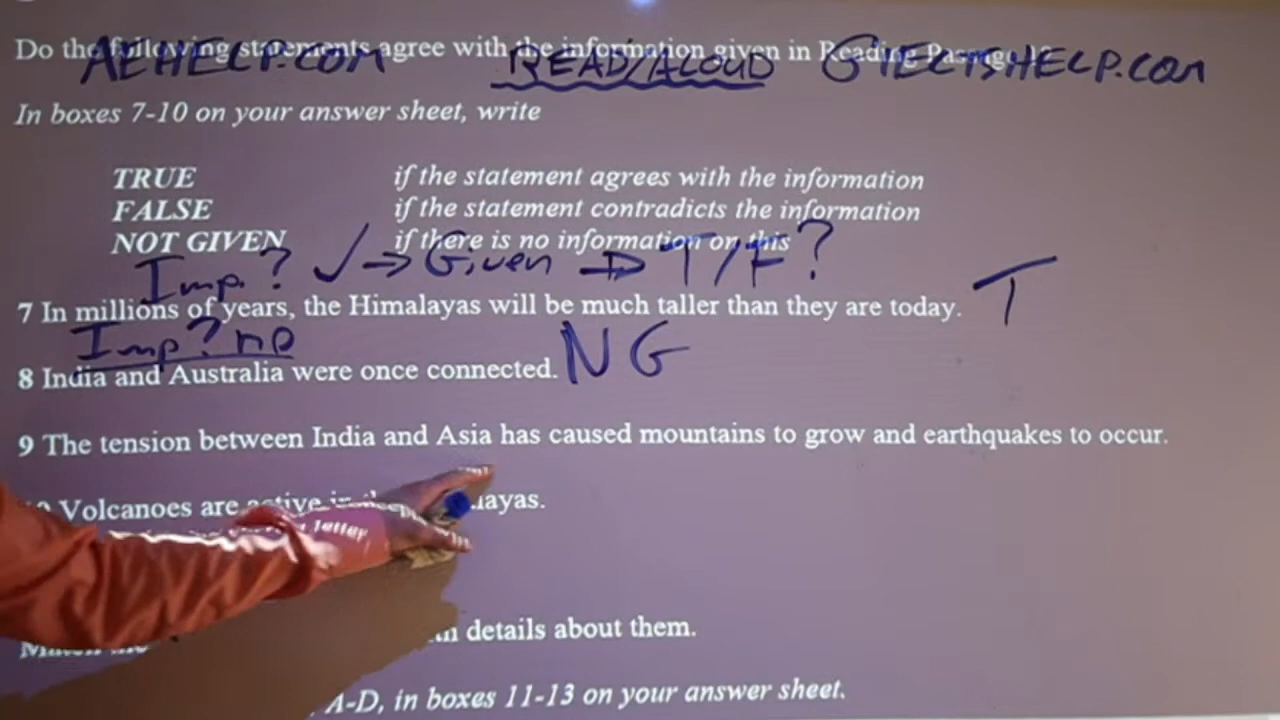 Do the following statements agree with the information given in Reading Passage
AEHELP.COM READ/ALOUD GIELTSHELP.COM
In boxes 7-10 on your answer sheet, write
TRUE if the statement agrees with the information
FALSE if the statement contradicts the information
NOT GIVEN if there is no information on this
Imp.? ✓ → Given → T/F?
7 In millions of years, the Himalayas will be much taller than they are today. T
Imp? no
8 India and Australia were once connected. NG
9 The tension between India and Asia has caused mountains to grow and earthquakes to occur.
Volcanoes are active in
letter
details about them.
A-D, in boxes 11-13 on your answer sheet.